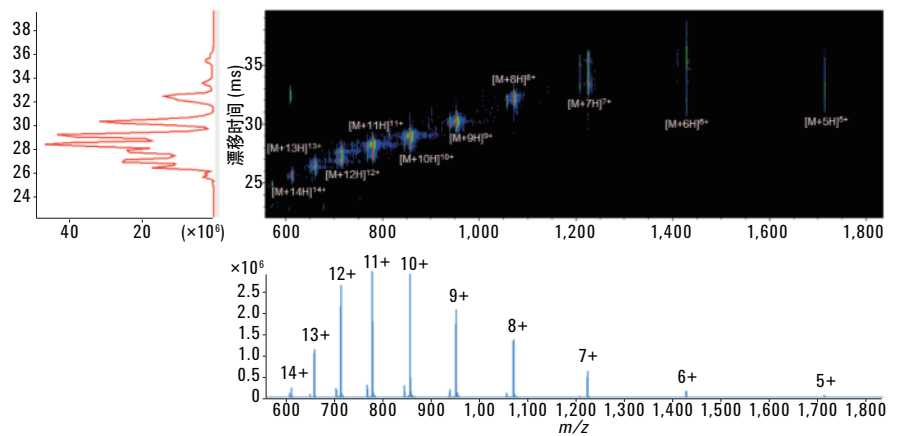 38
36
34
32
30
28
26
24
40
20
(×10⁶)
漂移时间 (ms)
35
30
25
[M+8H]⁸⁺
[M+7H]⁷⁺
[M+6H]⁶⁺
[M+5H]⁵⁺
[M+11H]¹¹⁺
[M+9H]⁹⁺
[M+13H]¹³⁺
[M+10H]¹⁰⁺
[M+12H]¹²⁺
[M+14H]¹⁴⁺
600 800 1,000 1,200 1,400 1,600 1,800
×10⁶
2.5
2.0
1.5
1.0
0.5
0
14+
13+
12+
11+
10+
9+
8+
7+
6+
5+
600 700 800 900 1,000 1,100 1,200 1,300 1,400 1,500 1,600 1,700 1,800
m/z